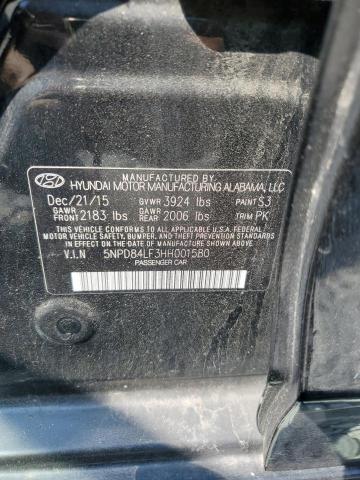 MANUFACTURED BY
HYUNDAI MOTOR MANUFACTURING ALABAMA, LLC
Dec/21/15 GVWR 3924 lbs PAINT S3
GAWR FRONT 2183 lbs GAWR REAR 2006 lbs TRIM PK
THIS VEHICLE CONFORMS TO ALL APPLICABLE U.S.A. FEDERAL
MOTOR VEHICLE SAFETY, BUMPER, AND THEFT PREVENTION STANDARDS
IN EFFECT ON THE DATE OF MANUFACTURE SHOWN ABOVE.
V.I.N 5NPD84LF3HH001580
PASSENGER CAR